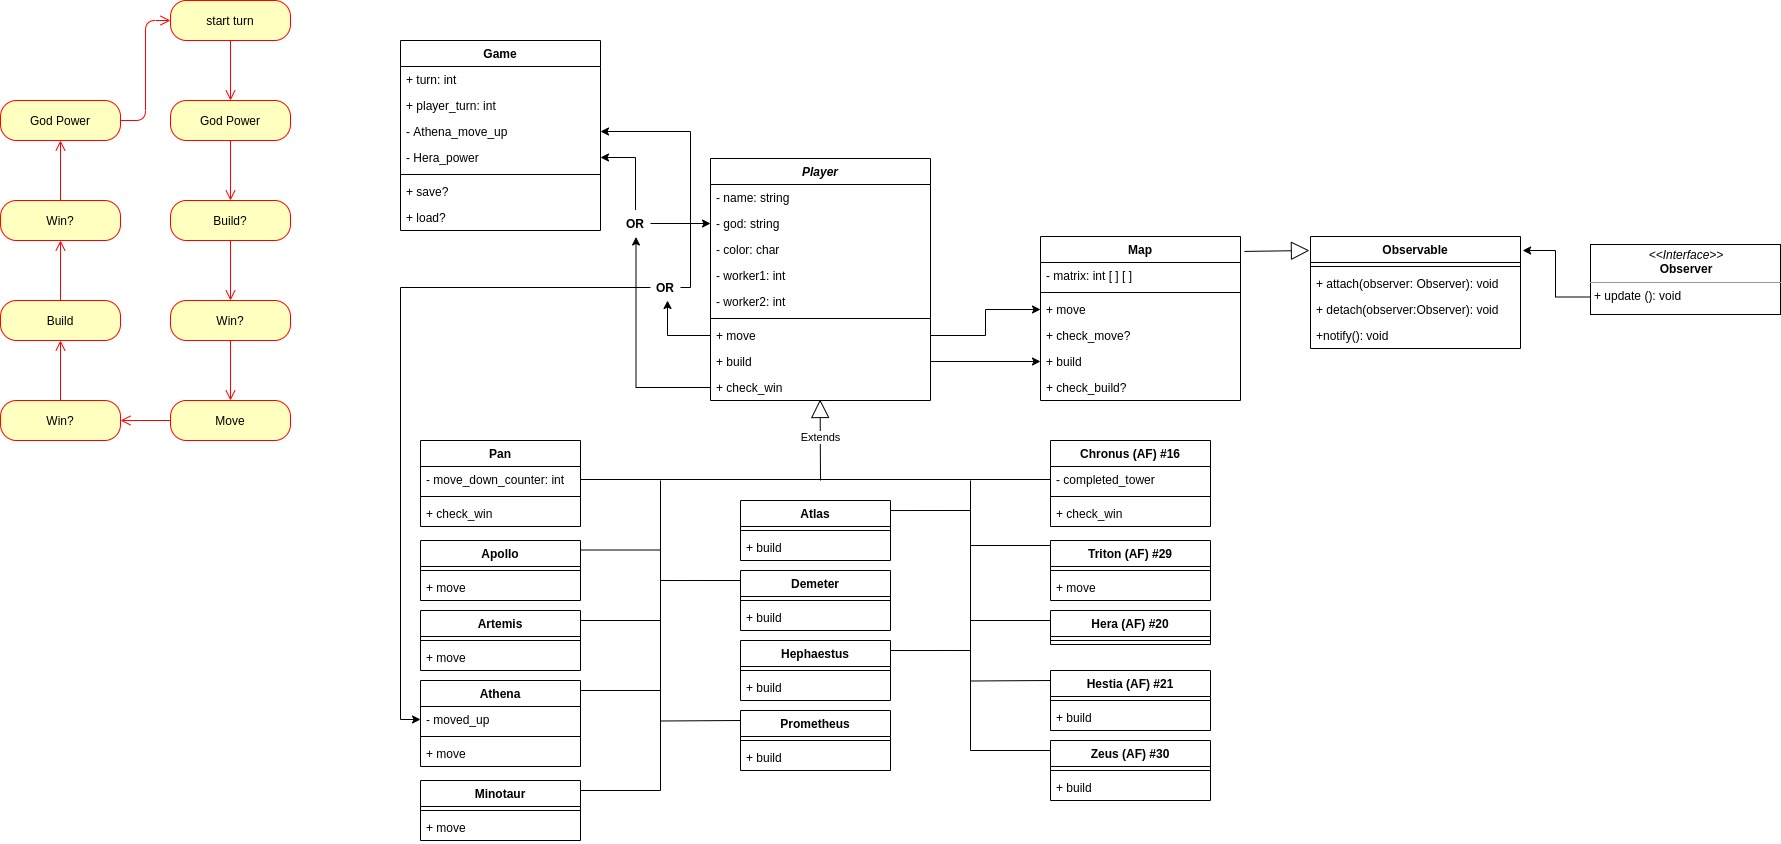 start turn
God Power
God Power
Win?
Build?
Build
Win?
Win?
Move
Game
+ turn: int
+ player_turn: int
- Athena_move_up
- Hera_power
+ save?
+ load?
OR
OR
Player
- name: string
- god: string
- color: char
- worker1: int
- worker2: int
+ move
+ build
+ check_win
Extends
Map
- matrix: int [ ] [ ]
+ move
+ check_move?
+ build
+ check_build?
Observable
+ attach(observer: Observer): void
+ detach(observer:Observer): void
+notify(): void
<<Interface>>
Observer
+ update (): void
Pan
- move_down_counter: int
+ check_win
Apollo
+ move
Artemis
+ move
Athena
- moved_up
+ move
Minotaur
+ move
Atlas
+ build
Demeter
+ build
Hephaestus
+ build
Prometheus
+ build
Chronus (AF) #16
- completed_tower
+ check_win
Triton (AF) #29
+ move
Hera (AF) #20
Hestia (AF) #21
+ build
Zeus (AF) #30
+ build